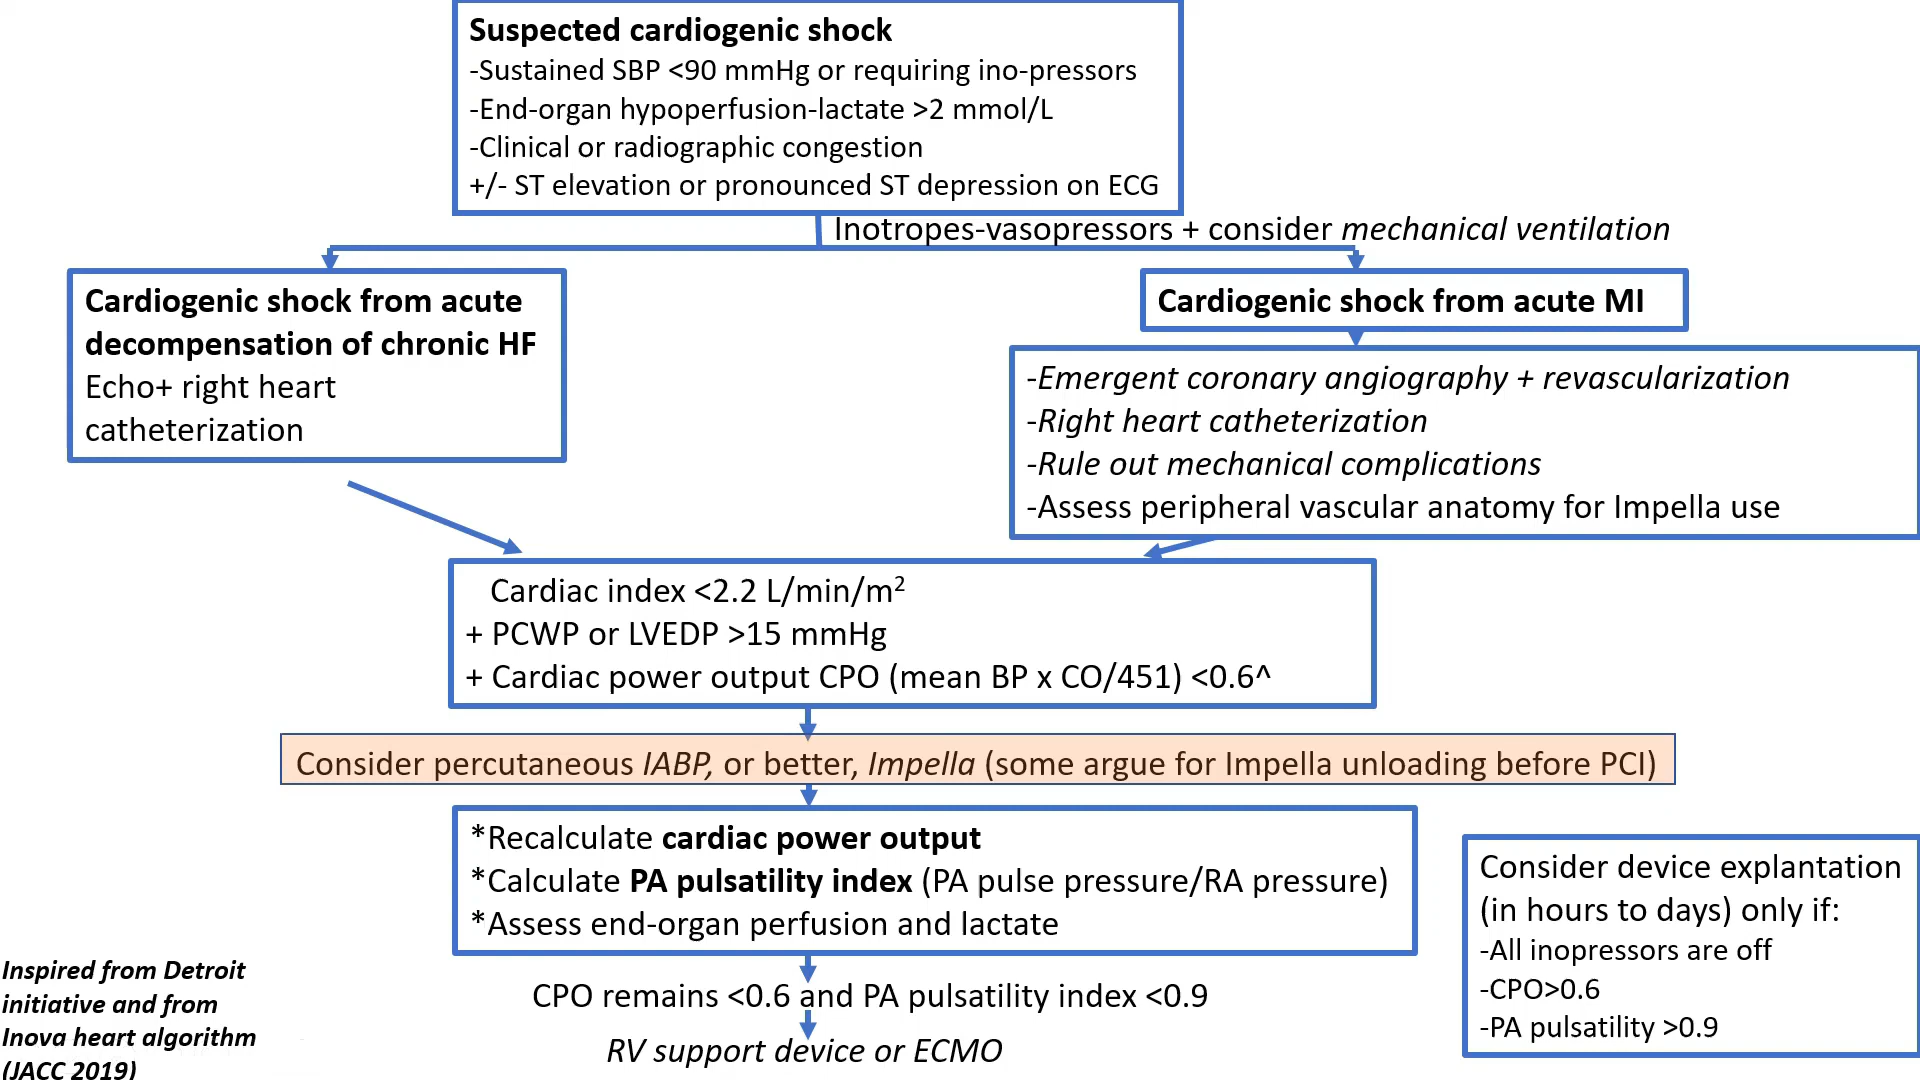 Suspected cardiogenic shock
-Sustained SBP <90 mmHg or requiring ino-pressors
-End-organ hypoperfusion-lactate >2 mmol/L
-Clinical or radiographic congestion
+/- ST elevation or pronounced ST depression on ECG
Inotropes-vasopressors + consider mechanical ventilation
Cardiogenic shock from acute
decompensation of chronic HF
Echo+ right heart
catheterization
Cardiogenic shock from acute MI
-Emergent coronary angiography + revascularization
-Right heart catheterization
-Rule out mechanical complications
-Assess peripheral vascular anatomy for Impella use
Cardiac index <2.2 L/min/m²
+ PCWP or LVEDP >15 mmHg
+ Cardiac power output CPO (mean BP x CO/451) <0.6^
Consider percutaneous IABP, or better, Impella (some argue for Impella unloading before PCI)
*Recalculate cardiac power output
*Calculate PA pulsatility index (PA pulse pressure/RA pressure)
*Assess end-organ perfusion and lactate
CPO remains <0.6 and PA pulsatility index <0.9
RV support device or ECMO
Consider device explantation
(in hours to days) only if:
-All inopressors are off
-CPO>0.6
-PA pulsatility >0.9
Inspired from Detroit
initiative and from
Inova heart algorithm
(JACC 2019)